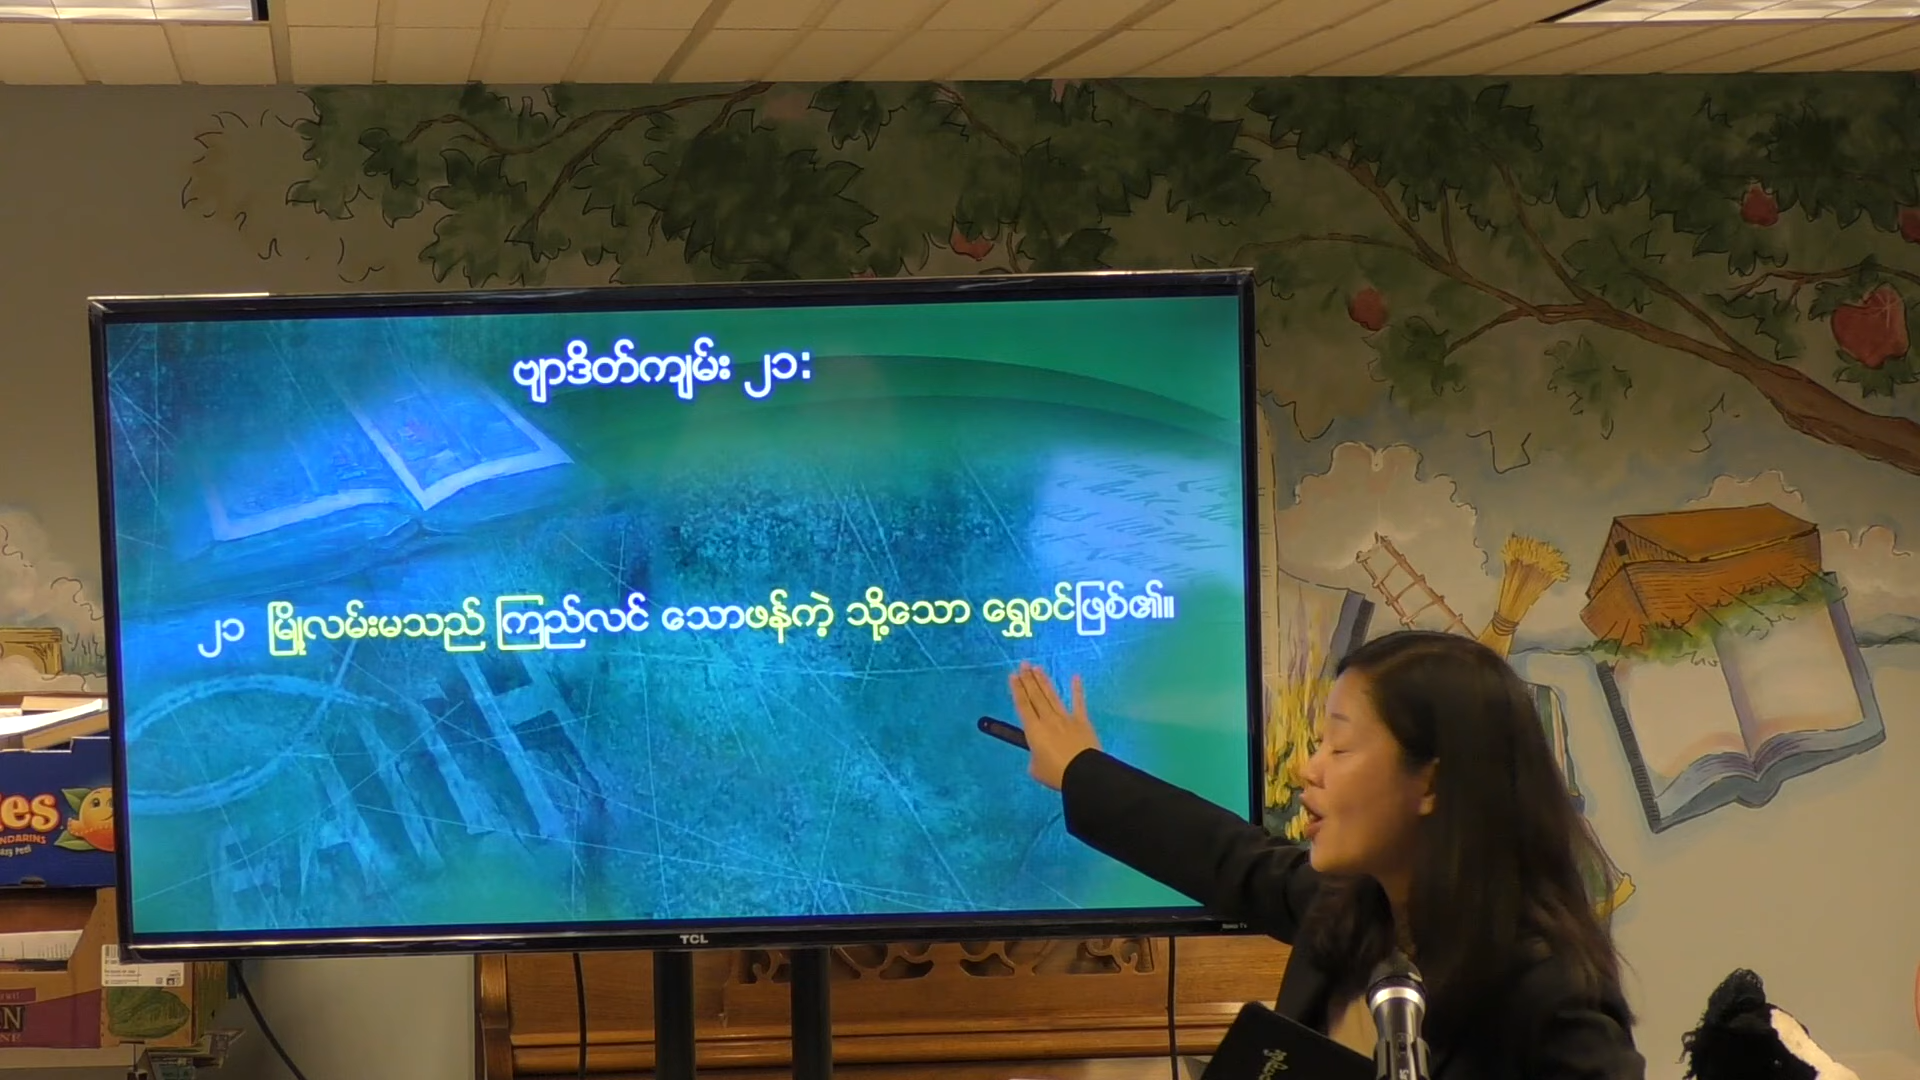 ဗျာဒိတ်ကျမ်း ၂၁:
၂၁ မြို့လမ်းမသည် ကြည်လင် သောဖန်ကဲ့ သို့သော ရွှေစင်ဖြစ်၏။
TCL